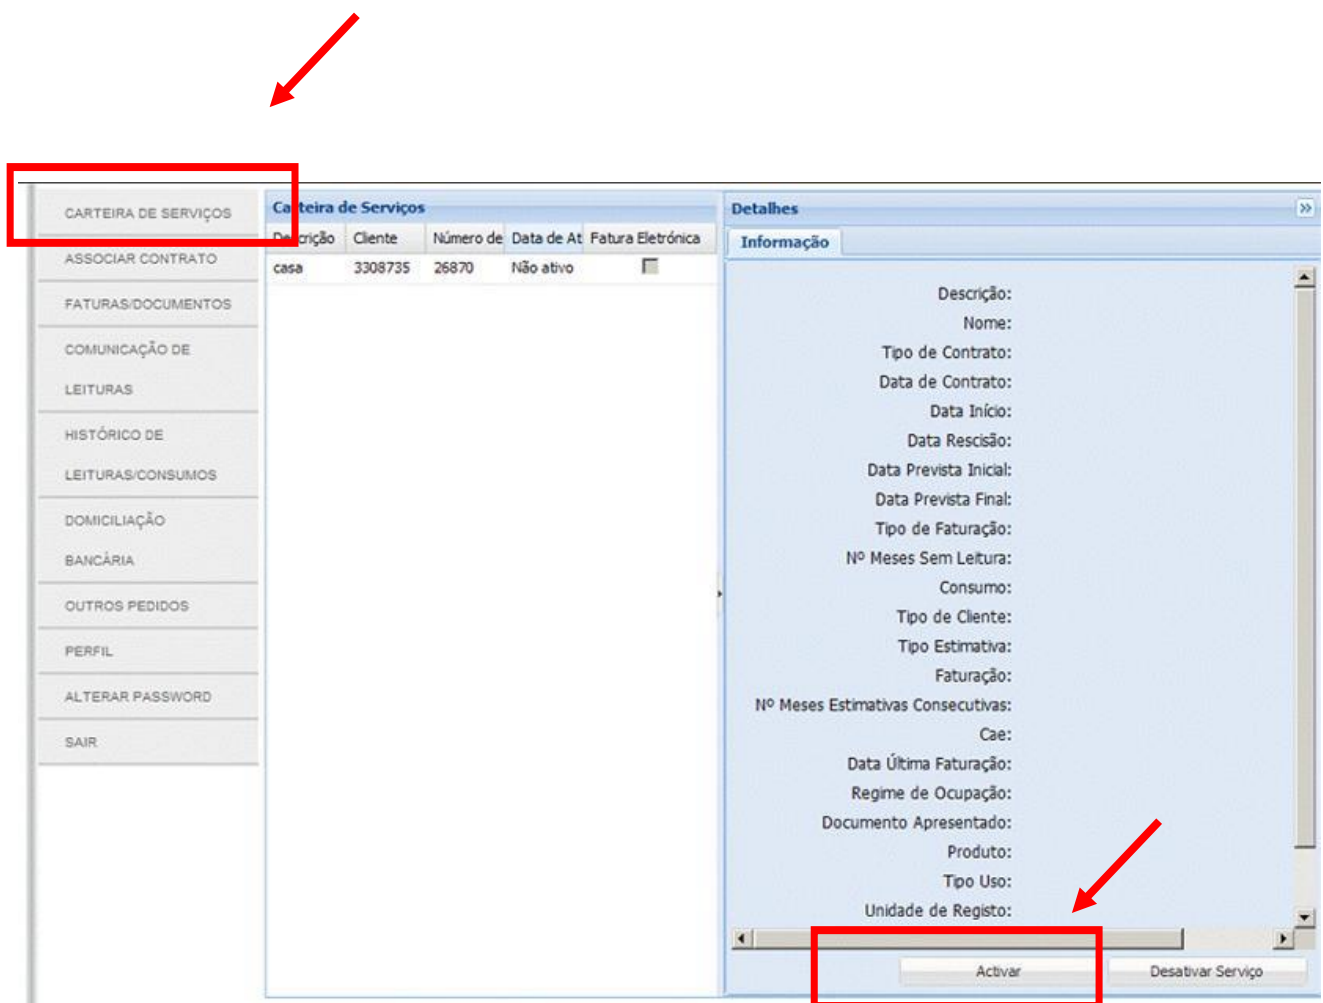 CARTEIRA DE SERVIÇOS
ASSOCIAR CONTRATO
FATURAS/DOCUMENTOS
COMUNICAÇÃO DE
LEITURAS
HISTÓRICO DE
LEITURAS/CONSUMOS
DOMICILIAÇÃO
BANCÁRIA
OUTROS PEDIDOS
PERFIL
ALTERAR PASSWORD
SAIR
Carteira de Serviços
Descrição Cliente Número de Data de At Fatura Eletrónica
casa 3308735 26870 Não ativo
Detalhes
Informação
Descrição:
Nome:
Tipo de Contrato:
Data de Contrato:
Data Início:
Data Rescisão:
Data Prevista Inicial:
Data Prevista Final:
Tipo de Faturação:
Nº Meses Sem Leitura:
Consumo:
Tipo de Cliente:
Tipo Estimativa:
Faturação:
Nº Meses Estimativas Consecutivas:
Cae:
Data Última Faturação:
Regime de Ocupação:
Documento Apresentado:
Produto:
Tipo Uso:
Unidade de Registo:
Activar Desativar Serviço